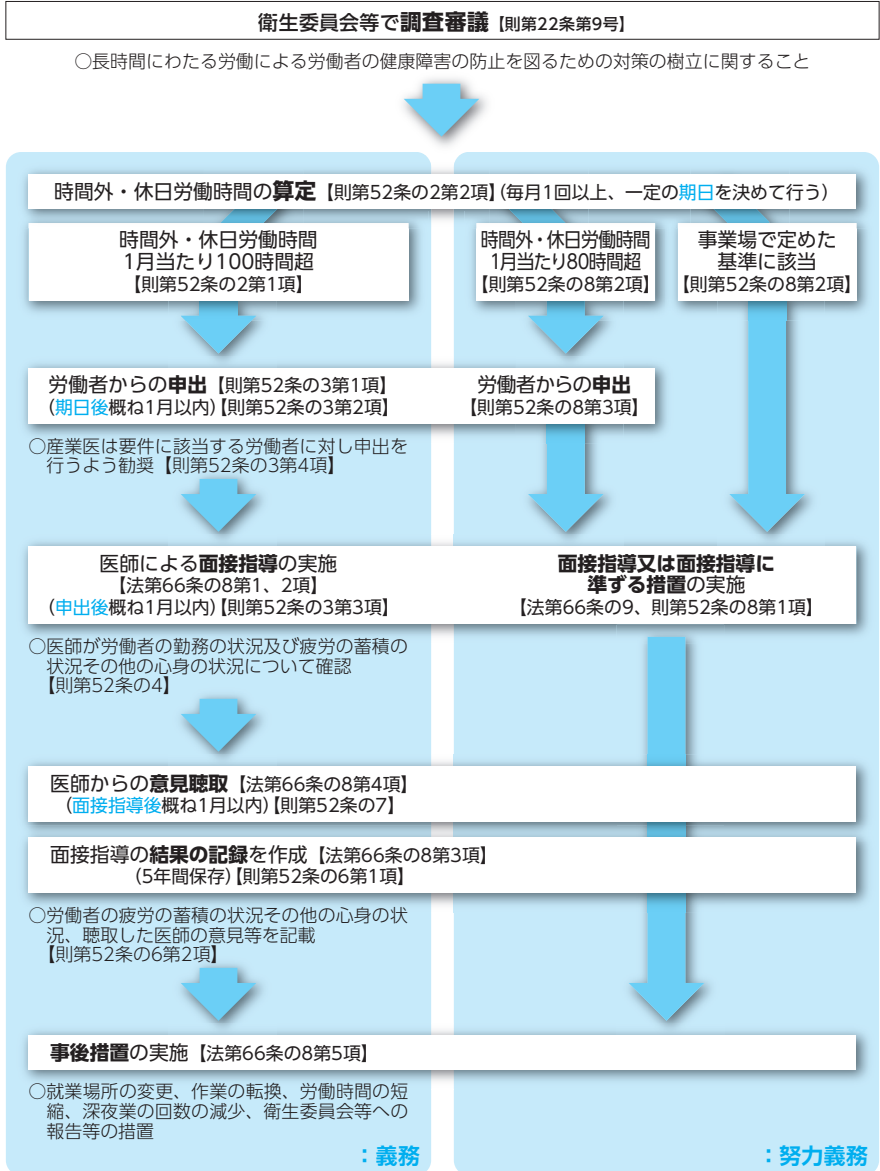 衛生委員会等で調査審議【則第22条第9号】
○長時間にわたる労働による労働者の健康障害の防止を図るための対策の樹立に関すること
時間外・休日労働時間の算定【則第52条の2第2項】(毎月1回以上、一定の期日を決めて行う)
時間外・休日労働時間
1月当たり100時間超
【則第52条の2第1項】
時間外・休日労働時間
1月当たり80時間超
【則第52条の8第2項】
事業場で定めた
基準に該当
【則第52条の8第2項】
労働者からの申出【則第52条の3第1項】
(期日後概ね1月以内)【則第52条の3第2項】
労働者からの申出
【則第52条の8第3項】
○産業医は要件に該当する労働者に対し申出を
行うよう勧奨【則第52条の3第4項】
医師による面接指導の実施
【法第66条の8第1、2項】
(申出後概ね1月以内)【則第52条の3第3項】
面接指導又は面接指導に
準ずる措置の実施
【法第66条の9、則第52条の8第1項】
○医師が労働者の勤務の状況及び疲労の蓄積の
状況その他の心身の状況について確認
【則第52条の4】
医師からの意見聴取【法第66条の8第4項】
(面接指導後概ね1月以内)【則第52条の7】
面接指導の結果の記録を作成【法第66条の8第3項】
(5年間保存)【則第52条の6第1項】
○労働者の疲労の蓄積の状況その他の心身の状
況、聴取した医師の意見等を記載
【則第52条の6第2項】
事後措置の実施【法第66条の8第5項】
○就業場所の変更、作業の転換、労働時間の短
縮、深夜業の回数の減少、衛生委員会等への
報告等の措置
：義務
：努力義務